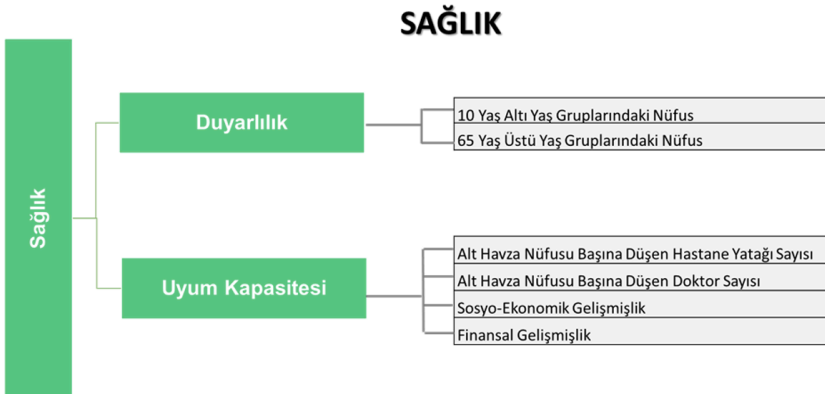 SAĞLIK
Sağlık
Duyarlılık
10 Yaş Altı Yaş Gruplarındaki Nüfus
65 Yaş Üstü Yaş Gruplarındaki Nüfus
Uyum Kapasitesi
Alt Havza Nüfusu Başına Düşen Hastane Yatağı Sayısı
Alt Havza Nüfusu Başına Düşen Doktor Sayısı
Sosyo-Ekonomik Gelişmişlik
Finansal Gelişmişlik